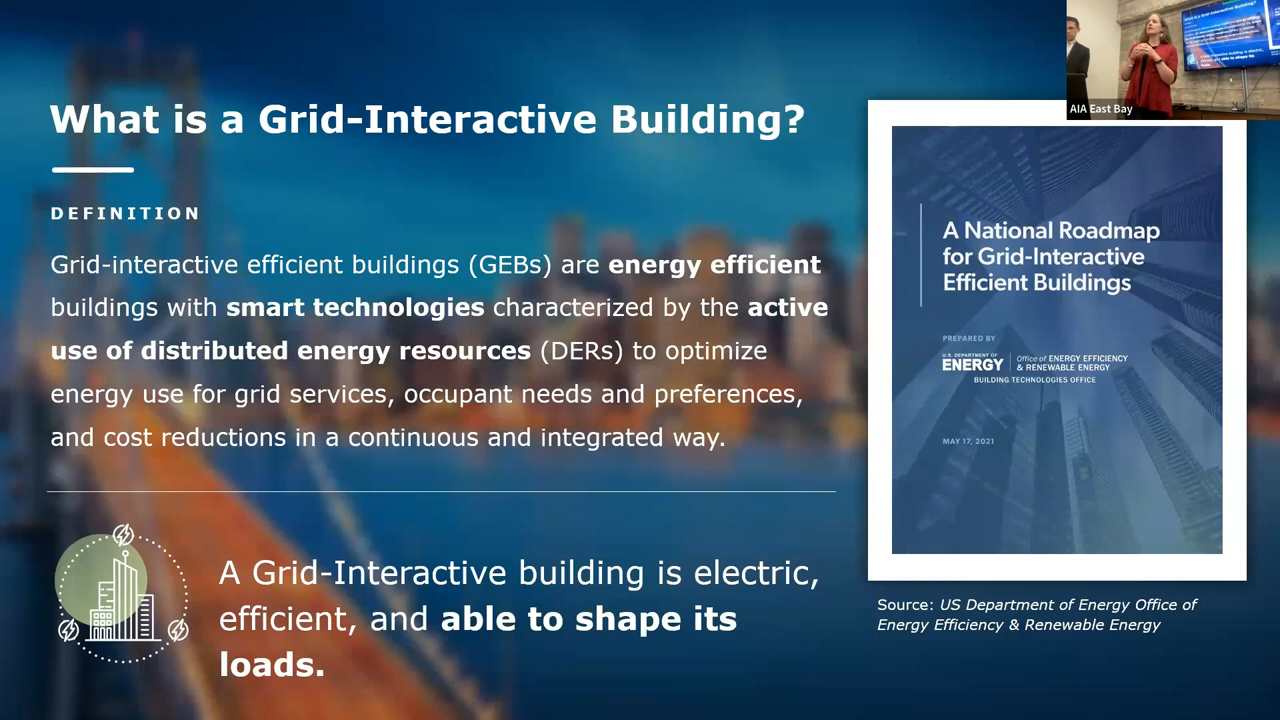 What is a Grid-Interactive Building?
DEFINITION
Grid-interactive efficient buildings (GEBs) are energy efficient
buildings with smart technologies characterized by the active
use of distributed energy resources (DERs) to optimize
energy use for grid services, occupant needs and preferences,
and cost reductions in a continuous and integrated way.
A Grid-Interactive building is electric,
efficient, and able to shape its
loads.
A National Roadmap
for Grid-Interactive
Efficient Buildings
PREPARED BY
U.S. DEPARTMENT OF
ENERGY
Office of ENERGY EFFICIENCY
& RENEWABLE ENERGY
BUILDING TECHNOLOGIES OFFICE
MAY 17, 2021
Source: US Department of Energy Office of
Energy Efficiency & Renewable Energy
AIA East Bay